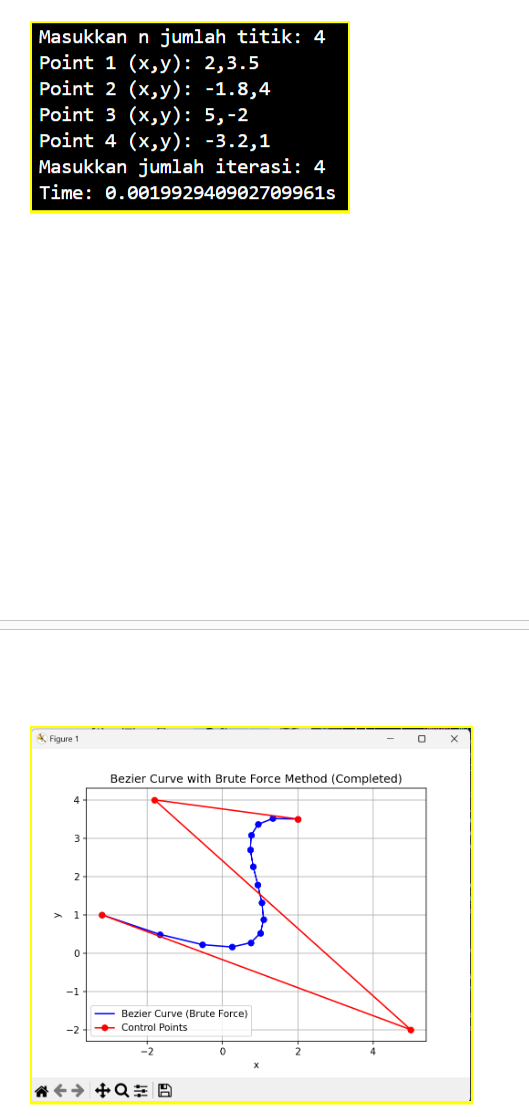 Masukkan n jumlah titik: 4
Point 1 (x,y): 2,3.5
Point 2 (x,y): -1.8,4
Point 3 (x,y): 5,-2
Point 4 (x,y): -3.2,1
Masukkan jumlah iterasi: 4
Time: 0.001992940902709961s
Figure 1
Bezier Curve with Brute Force Method (Completed)
4
3
2
1
0
−1
−2
y
Bezier Curve (Brute Force)
Control Points
−2 0 2 4
x